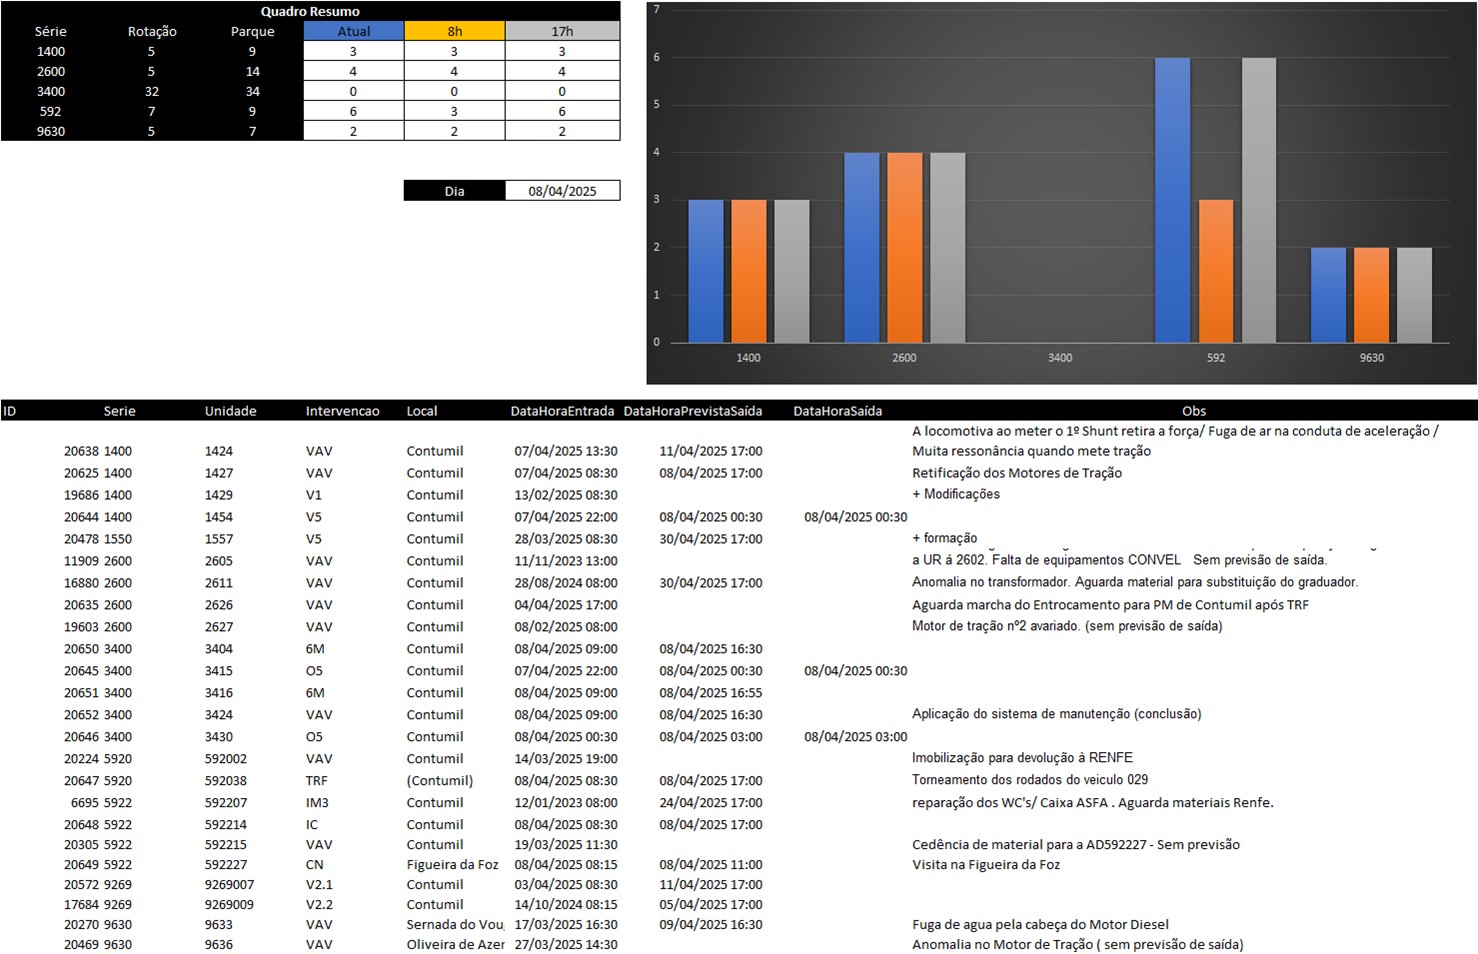 Quadro Resumo
Série Rotação Parque Atual 8h 17h
1400 5 9 3 3 3
2600 5 14 4 4 4
3400 32 34 0 0 0
592 7 9 6 3 6
9630 5 7 2 2 2
Dia 08/04/2025
7
6
5
4
3
2
1
0
1400 2600 3400 592 9630
ID Serie Unidade Intervencao Local DataHoraEntrada DataHoraPrevistaSaída DataHoraSaída Obs
A locomotiva ao meter o 1º Shunt retira a força/ Fuga de ar na conduta de aceleração /
20638 1400 1424 VAV Contumil 07/04/2025 13:30 11/04/2025 17:00 Muita ressonância quando mete tração
20625 1400 1427 VAV Contumil 07/04/2025 08:30 08/04/2025 17:00 Retificação dos Motores de Tração
19686 1400 1429 V1 Contumil 13/02/2025 08:30 + Modificações
20644 1400 1454 V5 Contumil 07/04/2025 22:00 08/04/2025 00:30 08/04/2025 00:30
20478 1550 1557 V5 Contumil 28/03/2025 08:30 30/04/2025 17:00 + formação
11909 2600 2605 VAV Contumil 11/11/2023 13:00 a UR á 2602. Falta de equipamentos CONVEL Sem previsão de saída.
16880 2600 2611 VAV Contumil 28/08/2024 08:00 30/04/2025 17:00 Anomalia no transformador. Aguarda material para substituição do graduador.
20635 2600 2626 VAV Contumil 04/04/2025 17:00 Aguarda marcha do Entrocamento para PM de Contumil após TRF
19603 2600 2627 VAV Contumil 08/02/2025 08:00 Motor de tração nº2 avariado. (sem previsão de saída)
20650 3400 3404 6M Contumil 08/04/2025 09:00 08/04/2025 16:30
20645 3400 3415 O5 Contumil 07/04/2025 22:00 08/04/2025 00:30 08/04/2025 00:30
20651 3400 3416 6M Contumil 08/04/2025 09:00 08/04/2025 16:55
20652 3400 3424 VAV Contumil 08/04/2025 09:00 08/04/2025 16:30 Aplicação do sistema de manutenção (conclusão)
20646 3400 3430 O5 Contumil 08/04/2025 00:30 08/04/2025 03:00 08/04/2025 03:00
20224 5920 592002 VAV Contumil 14/03/2025 19:00 Imobilização para devolução à RENFE
20647 5920 592038 TRF (Contumil) 08/04/2025 08:30 08/04/2025 17:00 Torneamento dos rodados do veiculo 029
6695 5922 592207 IM3 Contumil 12/01/2023 08:00 24/04/2025 17:00 reparação dos WC's/ Caixa ASFA . Aguarda materiais Renfe.
20648 5922 592214 IC Contumil 08/04/2025 08:30 08/04/2025 17:00
20305 5922 592215 VAV Contumil 19/03/2025 11:30 Cedência de material para a AD592227 - Sem previsão
20649 5922 592227 CN Figueira da Foz 08/04/2025 08:15 08/04/2025 11:00 Visita na Figueira da Foz
20572 9269 9269007 V2.1 Contumil 03/04/2025 08:30 11/04/2025 17:00
17684 9269 9269009 V2.2 Contumil 14/10/2024 08:15 05/04/2025 17:00
20270 9630 9633 VAV Sernada do Vou 17/03/2025 16:30 09/04/2025 16:30 Fuga de agua pela cabeça do Motor Diesel
20469 9630 9636 VAV Oliveira de Azer 27/03/2025 14:30 Anomalia no Motor de Tração ( sem previsão de saída)